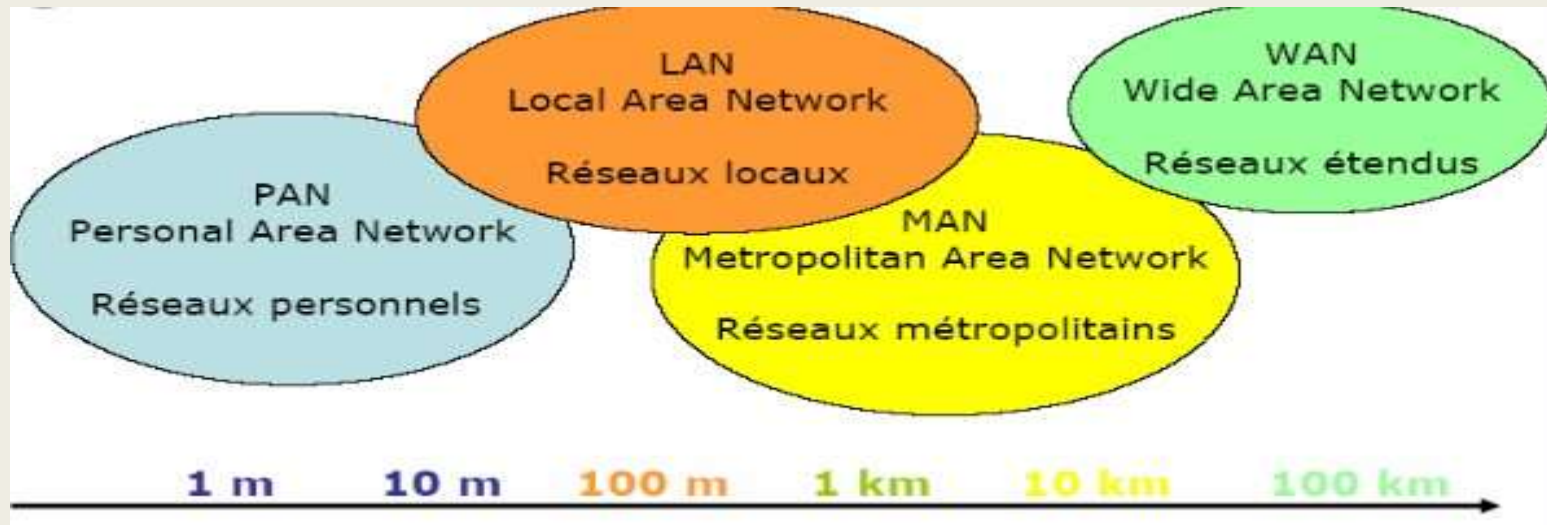 PAN
Personal Area Network
Réseaux personnels
LAN
Local Area Network
Réseaux locaux
MAN
Metropolitan Area Network
Réseaux métropolitains
WAN
Wide Area Network
Réseaux étendus
1 m 10 m 100 m 1 km 10 km 100 km